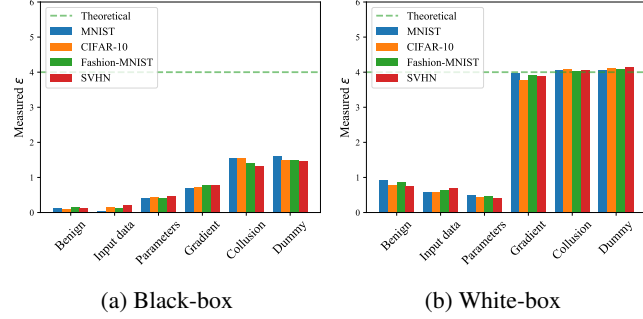 Theoretical
MNIST
CIFAR-10
Fashion-MNIST
SVHN
Measured ε
6
5
4
3
2
1
0
Benign
Input data
Parameters
Gradient
Collusion
Dummy
(a) Black-box
Theoretical
MNIST
CIFAR-10
Fashion-MNIST
SVHN
Measured ε
6
5
4
3
2
1
0
Benign
Input data
Parameters
Gradient
Collusion
Dummy
(b) White-box